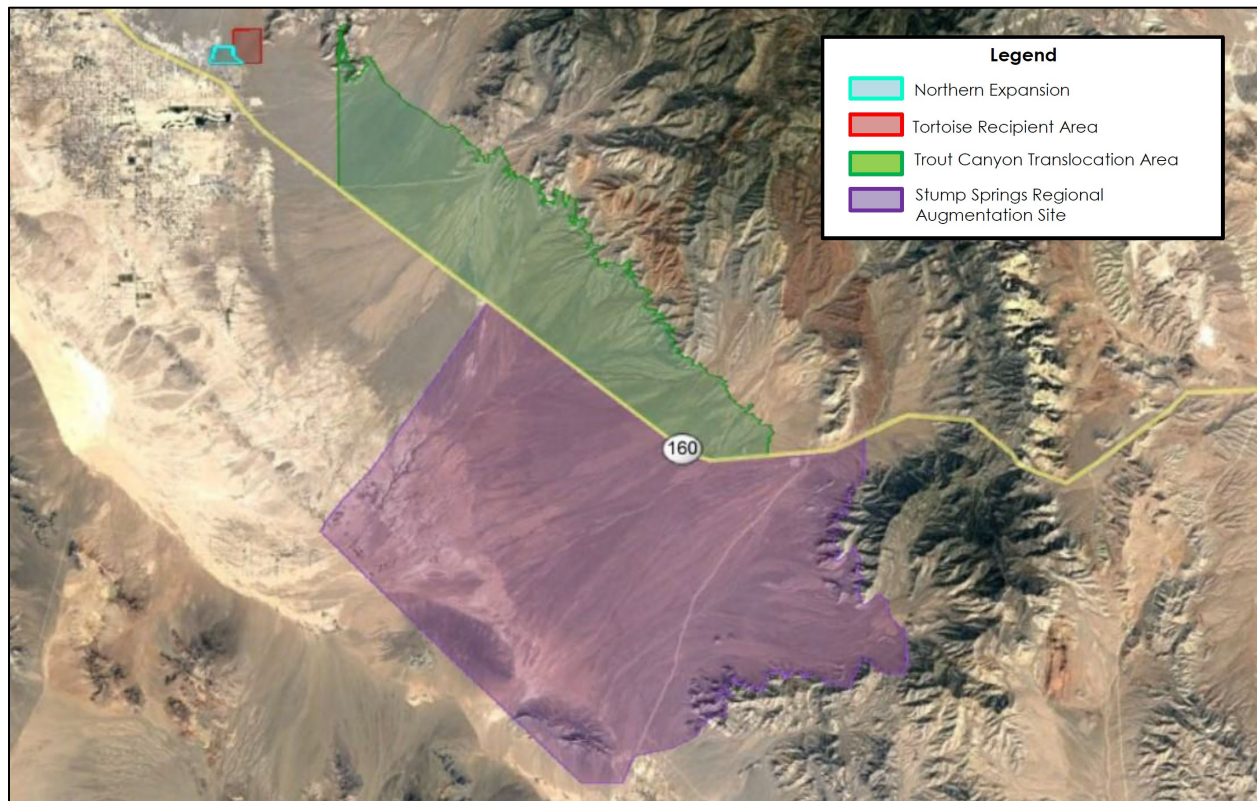 Legend
Northern Expansion
Tortoise Recipient Area
Trout Canyon Translocation Area
Stump Springs Regional
Augmentation Site
160